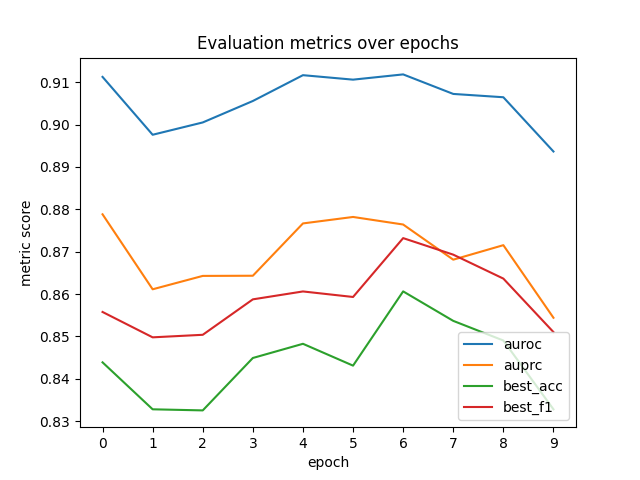 Evaluation metrics over epochs
metric score
0.91
0.90
0.89
0.88
0.87
0.86
0.85
0.84
0.83
auroc
auprc
best_acc
best_f1
0 1 2 3 4 5 6 7 8 9
epoch